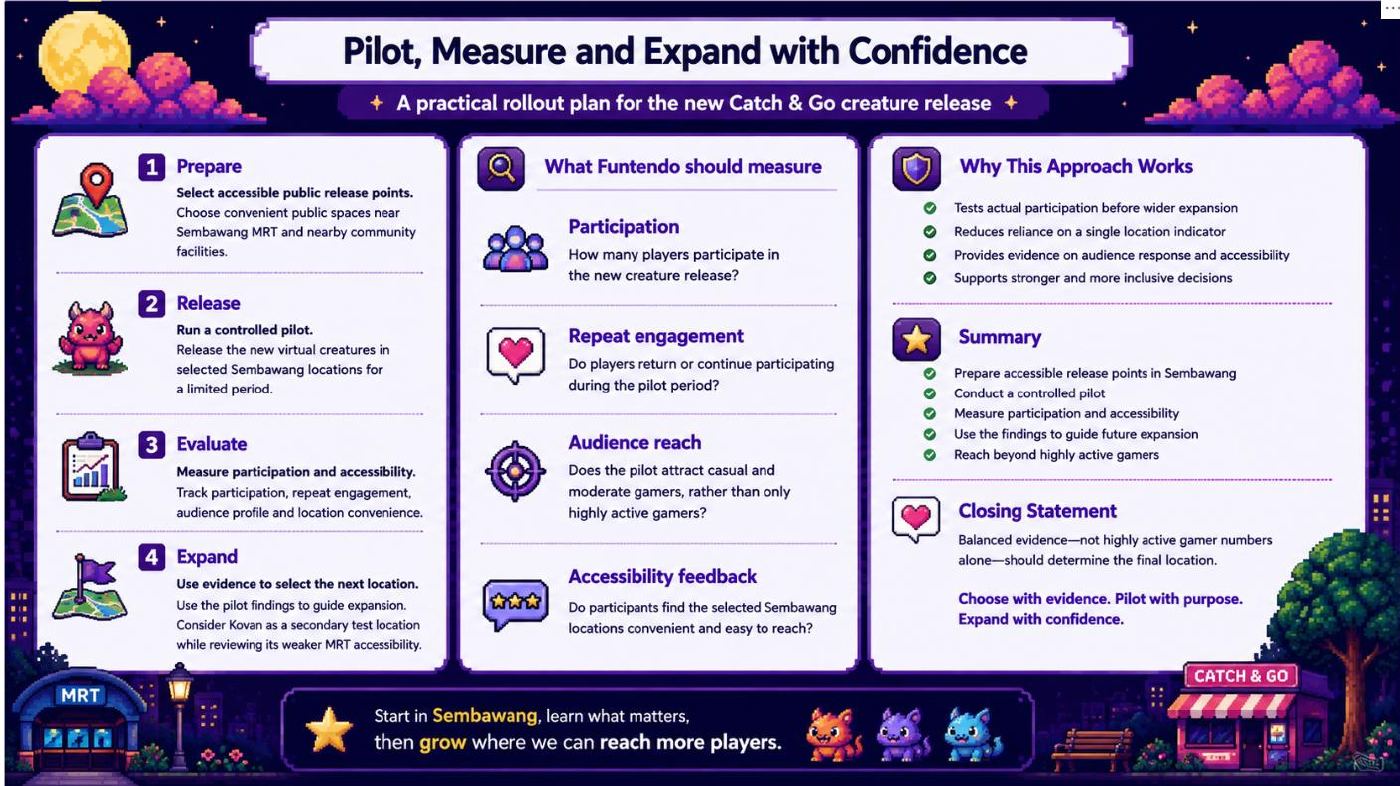 Pilot, Measure and Expand with Confidence
A practical rollout plan for the new Catch & Go creature release
1 Prepare
Select accessible public release points.
Choose convenient public spaces near
Sembawang MRT and nearby community
facilities.
2 Release
Run a controlled pilot.
Release the new virtual creatures in
selected Sembawang locations for
a limited period.
3 Evaluate
Measure participation and accessibility.
Track participation, repeat engagement,
audience profile and location convenience.
4 Expand
Use evidence to select the next location.
Use the pilot findings to guide expansion.
Consider Kovan as a secondary test location
while reviewing its weaker MRT accessibility.
What Funtendo should measure
Participation
How many players participate in
the new creature release?
Repeat engagement
Do players return or continue participating
during the pilot period?
Audience reach
Does the pilot attract casual and
moderate gamers, rather than only
highly active gamers?
Accessibility feedback
Do participants find the selected Sembawang
locations convenient and easy to reach?
Why This Approach Works
Tests actual participation before wider expansion
Reduces reliance on a single location indicator
Provides evidence on audience response and accessibility
Supports stronger and more inclusive decisions
Summary
Prepare accessible release points in Sembawang
Conduct a controlled pilot
Measure participation and accessibility
Use the findings to guide future expansion
Reach beyond highly active gamers
Closing Statement
Balanced evidence—not highly active gamer numbers
alone—should determine the final location.
Choose with evidence. Pilot with purpose.
Expand with confidence.
MRT
Start in Sembawang, learn what matters,
then grow where we can reach more players.
CATCH & GO